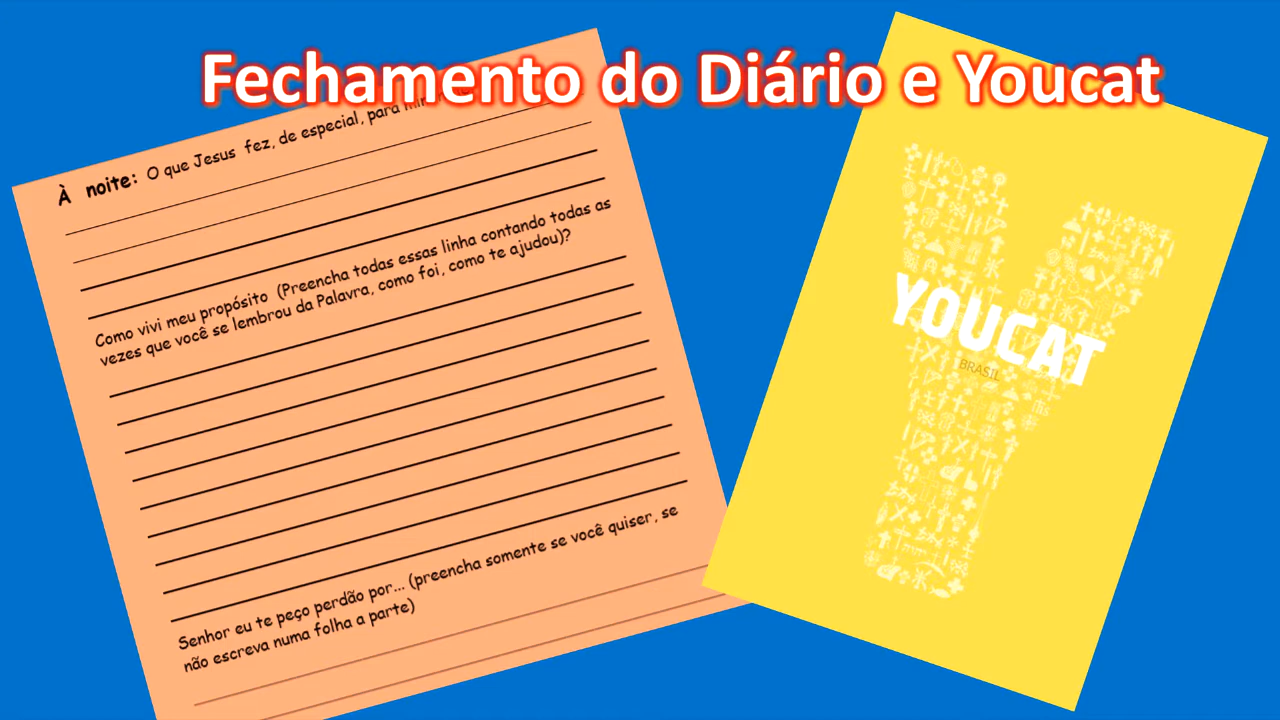 Fechamento do Diário e Youcat
À noite: O que Jesus fez, de especial, para
Como vivi meu propósito (Preencha todas essas linha contando todas as
vezes que você se lembrou da Palavra, como foi, como te ajudou)?
Senhor eu te peço perdão por... (preencha somente se você quiser, se
não escreva numa folha a parte)
YOUCAT
BRASIL